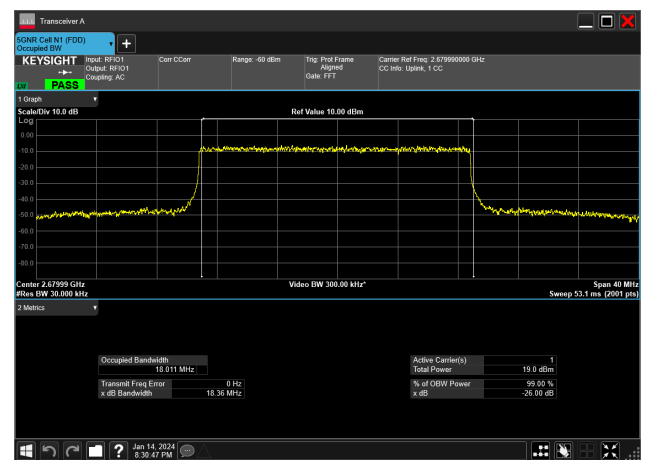 Transceiver A
5GNR Cell N1 (FDD)
Occupied BW
KEYSIGHT
LXI
PASS
Input: RFIO1
Output: RFIO1
Coupling: AC
Corr CCorr
Range: -60 dBm
Trig: Prot Frame
Aligned
Gate: FFT
Carrier Ref Freq: 2.679990000 GHz
CC Info: Uplink, 1 CC
1 Graph
Scale/Div 10.0 dB
Ref Value 10.00 dBm
Log
0.00
-10.0
-20.0
-30.0
-40.0
-50.0
-60.0
-70.0
-80.0
Center 2.67999 GHz
Video BW 300.00 kHz*
Span 40 MHz
#Res BW 30.000 kHz
Sweep 53.1 ms (2001 pts)
2 Metrics
Occupied Bandwidth
18.011 MHz
Transmit Freq Error 0 Hz
x dB Bandwidth 18.36 MHz
Active Carrier(s) 1
Total Power 19.0 dBm
% of OBW Power 99.00 %
x dB -26.00 dB
Jan 14, 2024
8:30:47 PM